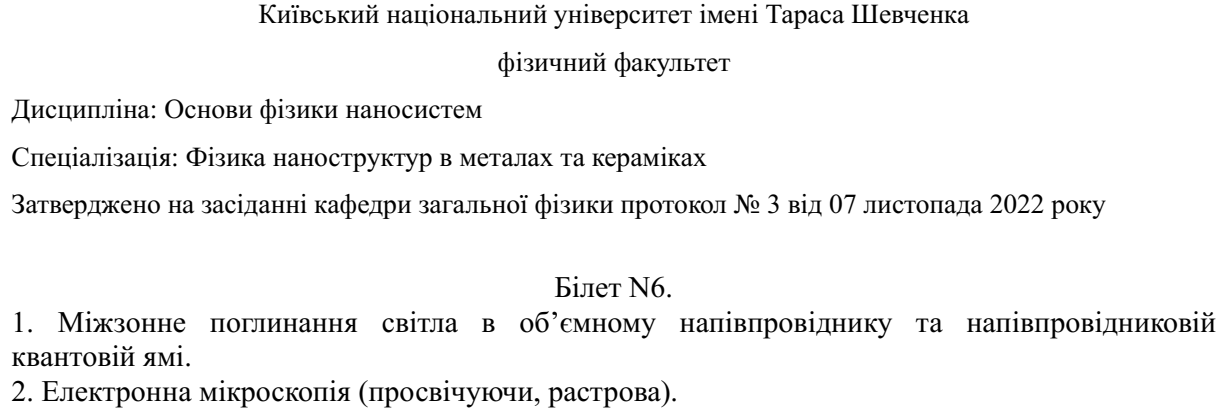 Київський національний університет імені Тараса Шевченка
фізичний факультет
Дисципліна: Основи фізики наносистем
Спеціалізація: Фізика наноструктур в металах та кераміках
Затверджено на засіданні кафедри загальної фізики протокол № 3 від 07 листопада 2022 року
Білет N6.
1. Міжзонне поглинання світла в об’ємному напівпровіднику та напівпровідниковій
квантовій ямі.
2. Електронна мікроскопія (просвічуючи, растрова).